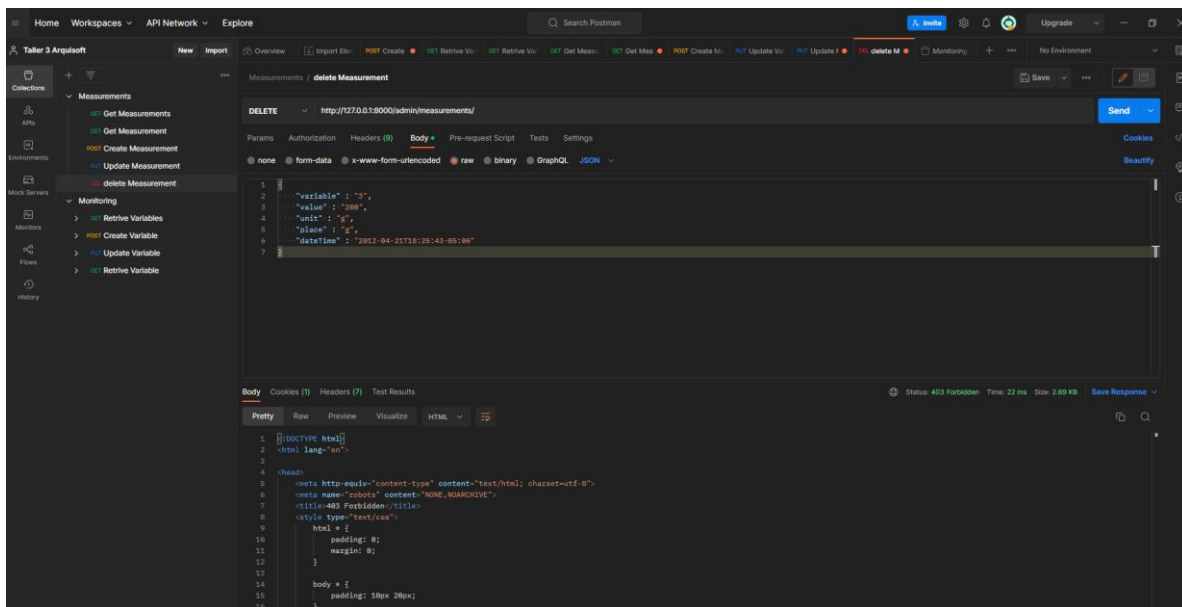 Home Workspaces API Network Explore
Search Postman
Invite
Upgrade
Taller 3 Arquisoft
New Import
Overview
POST Create
GET Retrive Va
GET Retrive Va
GET Get Measu
GET Get Mea
POST Create M
PUT Update Va
PUT Update
DEL delete M
Monitoring
No Environment
Collections
APIs
Environments
Mock Servers
Monitors
Flows
History
Measurements
GET Get Measurements
GET Get Measurement
POST Create Measurement
PUT Update Measurement
DEL delete Measurement
Monitoring
GET Retrive Variables
POST Create Variable
PUT Update Variable
GET Retrive Variable
Measurements / delete Measurement
Save
DELETE http://127.0.0.1:8000/admin/measurements/
Send
Params Authorization Headers (9) Body Pre-request Script Tests Settings
Cookies
none form-data x-www-form-urlencoded raw binary GraphQL JSON
Beautify
1 {
2 "variable" : "3",
3 "value" : "200",
4 "unit" : "g",
5 "place" : "g",
6 "dateTime" : "2012-04-21T18:25:43-05:00"
7 }
Body Cookies (1) Headers (7) Test Results
Status: 403 Forbidden Time: 22 ms Size: 2.69 KB Save Response
Pretty Raw Preview Visualize HTML
1 <!DOCTYPE html>
2 <html lang="en">
3
4 <head>
5 <meta http-equiv="content-type" content="text/html; charset=utf-8">
6 <meta name="robots" content="NONE,NOARCHIVE">
7 <title>403 Forbidden</title>
8 <style type="text/css">
9 html * {
10 padding: 0;
11 margin: 0;
12 }
13
14 body * {
15 padding: 10px 20px;
16 }